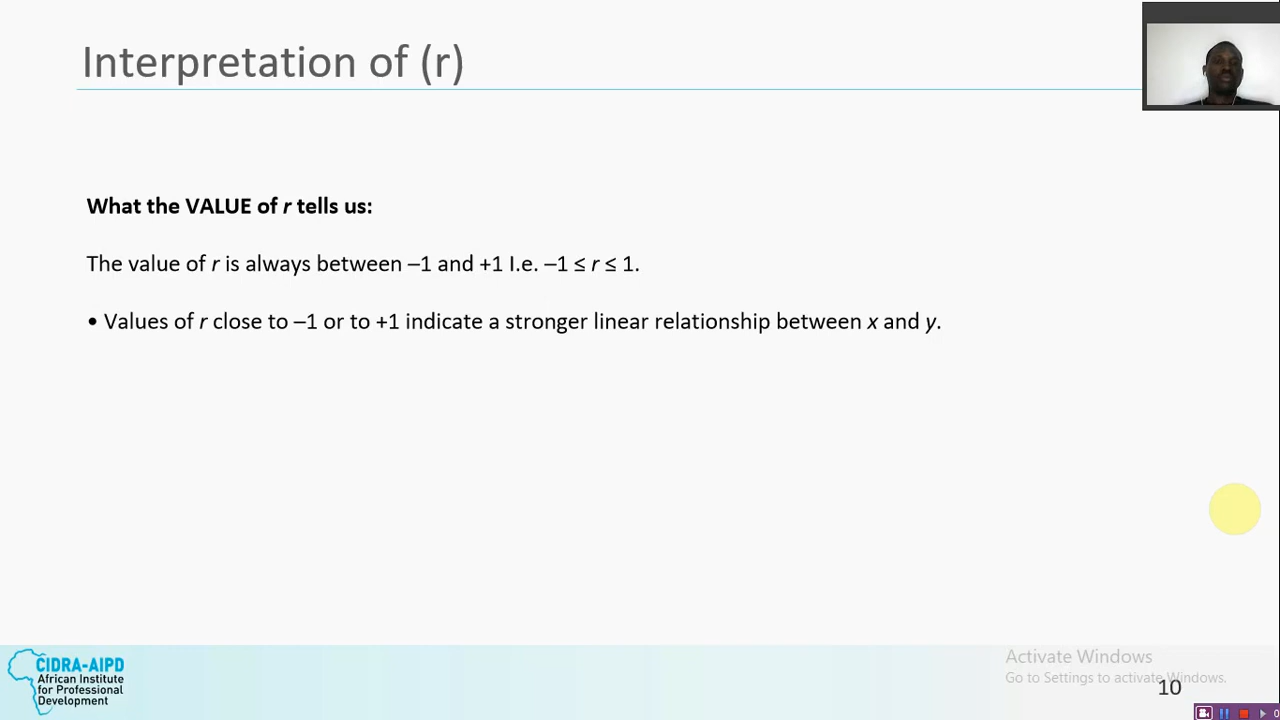 Interpretation of (r)
What the VALUE of r tells us:
The value of r is always between –1 and +1 I.e. –1 ≤ r ≤ 1.
• Values of r close to –1 or to +1 indicate a stronger linear relationship between x and y.
CIDRA-AIPD
African Institute
for Professional
Development
Activate Windows
Go to Settings to activate Windows.
10
0